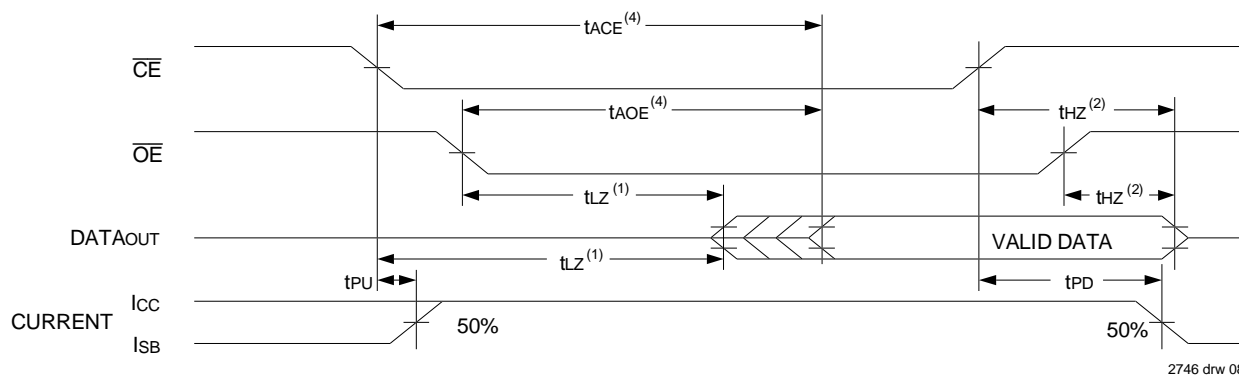 tACE(4)
CE
tAOE(4)
tHZ(2)
OE
tLZ(1)
tHZ(2)
DATAOUT
VALID DATA
tLZ(1)
tPU
tPD
ICC
CURRENT
50%
50%
ISB
2746 drw 08